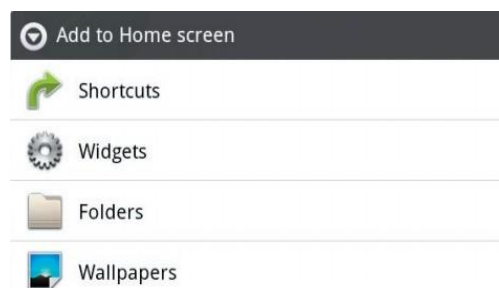 Add to Home screen
Shortcuts
Widgets
Folders
Wallpapers